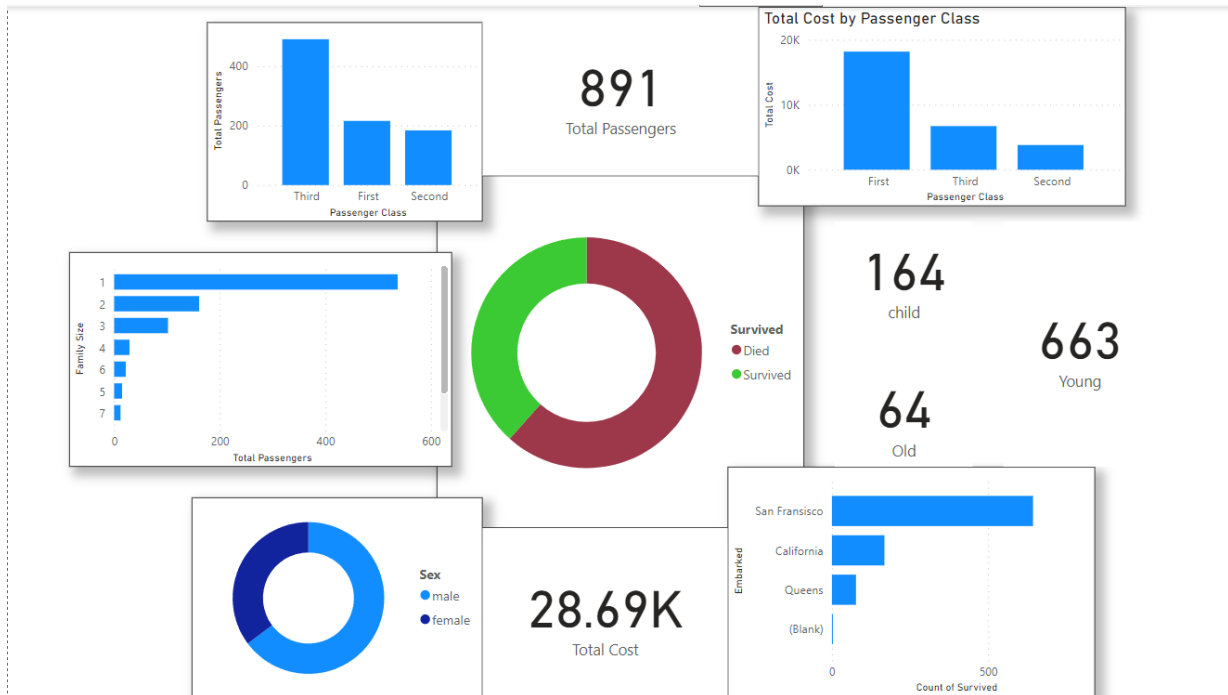 Total Passengers
400
200
0
Third
First
Second
Passenger Class
891
Total Passengers
Total Cost by Passenger Class
Total Cost
20K
10K
0K
First
Third
Second
Passenger Class
Family Size
1
2
3
4
6
5
7
0
200
400
600
Total Passengers
Survived
Died
Survived
164
child
663
Young
64
Old
Sex
male
female
28.69K
Total Cost
Embarked
San Fransisco
California
Queens
(Blank)
0
500
Count of Survived